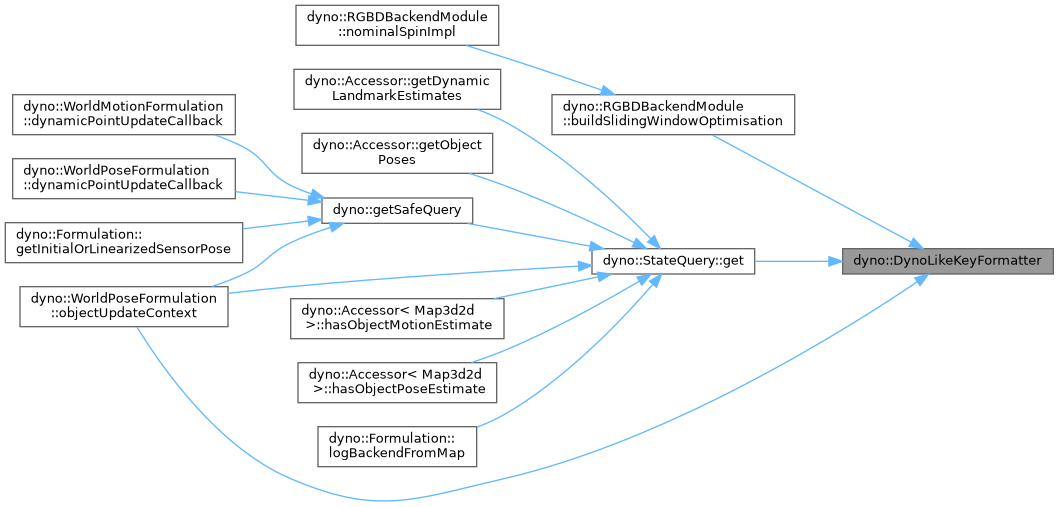 dyno::RGBDBackendModule
::nominalSpinImpl
dyno::Accessor::getDynamic
LandmarkEstimates
dyno::WorldMotionFormulation
::dynamicPointUpdateCallback
dyno::RGBDBackendModule
::buildSlidingWindowOptimisation
dyno::Accessor::getObject
Poses
dyno::WorldPoseFormulation
::dynamicPointUpdateCallback
dyno::getSafeQuery
dyno::Formulation::
getInitialOrLinearizedSensorPose
dyno::StateQuery::get
dyno::DynoLikeKeyFormatter
dyno::WorldPoseFormulation
::objectUpdateContext
dyno::Accessor< Map3d2d
>::hasObjectMotionEstimate
dyno::Accessor< Map3d2d
>::hasObjectPoseEstimate
dyno::Formulation::
logBackendFromMap